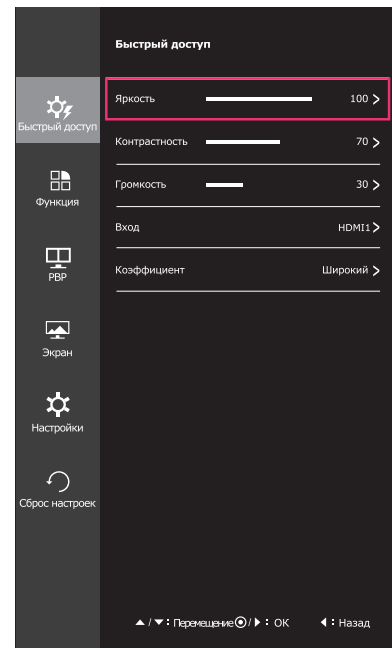 Быстрый доступ
Быстрый доступ
Функция
PBP
Экран
Настройки
Сброс настроек
Яркость 100
Контрастность 70
Громкость 30
Вход HDMI1
Коэффициент Широкий
▲ / ▼ : Перемещение ⦿ / ▶ : ОК ◀ : Назад